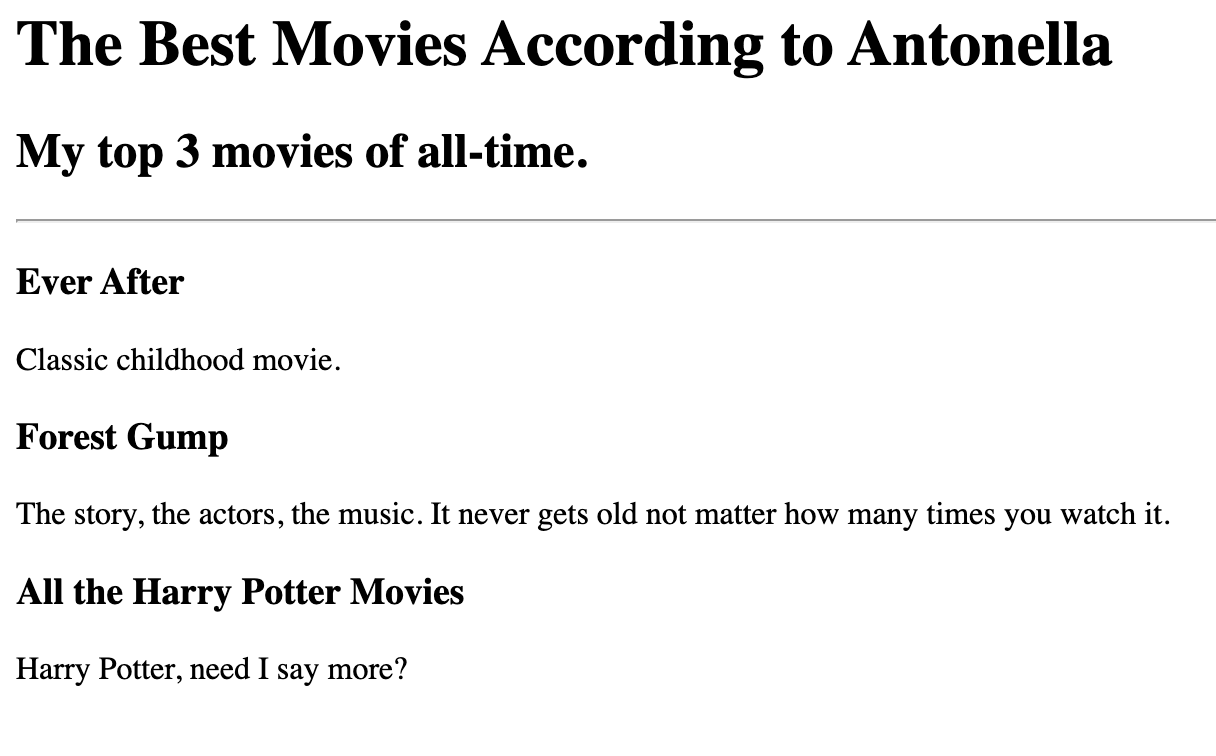 The Best Movies According to Antonella
My top 3 movies of all-time.
Ever After
Classic childhood movie.
Forest Gump
The story, the actors, the music. It never gets old not matter how many times you watch it.
All the Harry Potter Movies
Harry Potter, need I say more?